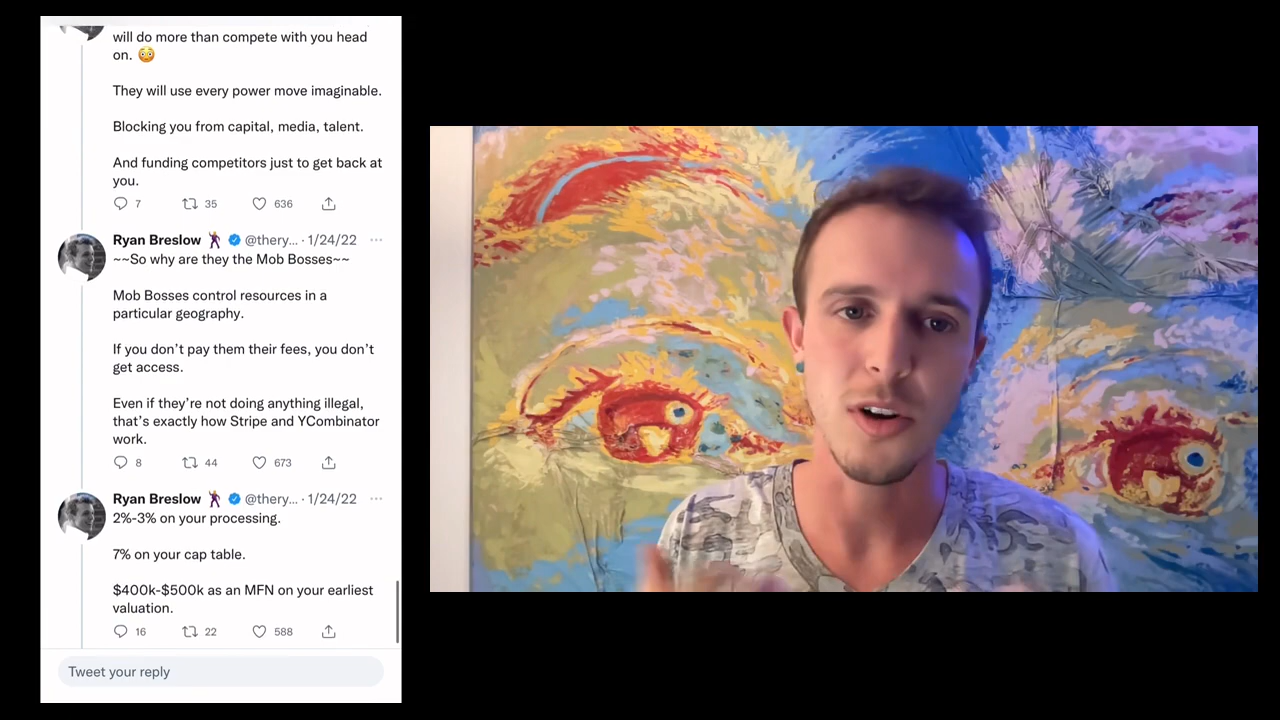 will do more than compete with you head
on. 😳
They will use every power move imaginable.
Blocking you from capital, media, talent.
And funding competitors just to get back at
you.
7 35 636
Ryan Breslow 🕺 @thery... · 1/24/22 ...
~~So why are they the Mob Bosses~~
Mob Bosses control resources in a
particular geography.
If you don’t pay them their fees, you don’t
get access.
Even if they’re not doing anything illegal,
that’s exactly how Stripe and YCombinator
work.
8 44 673
Ryan Breslow 🕺 @thery... · 1/24/22 ...
2%-3% on your processing.
7% on your cap table.
$400k-$500k as an MFN on your earliest
valuation.
16 22 588
Tweet your reply